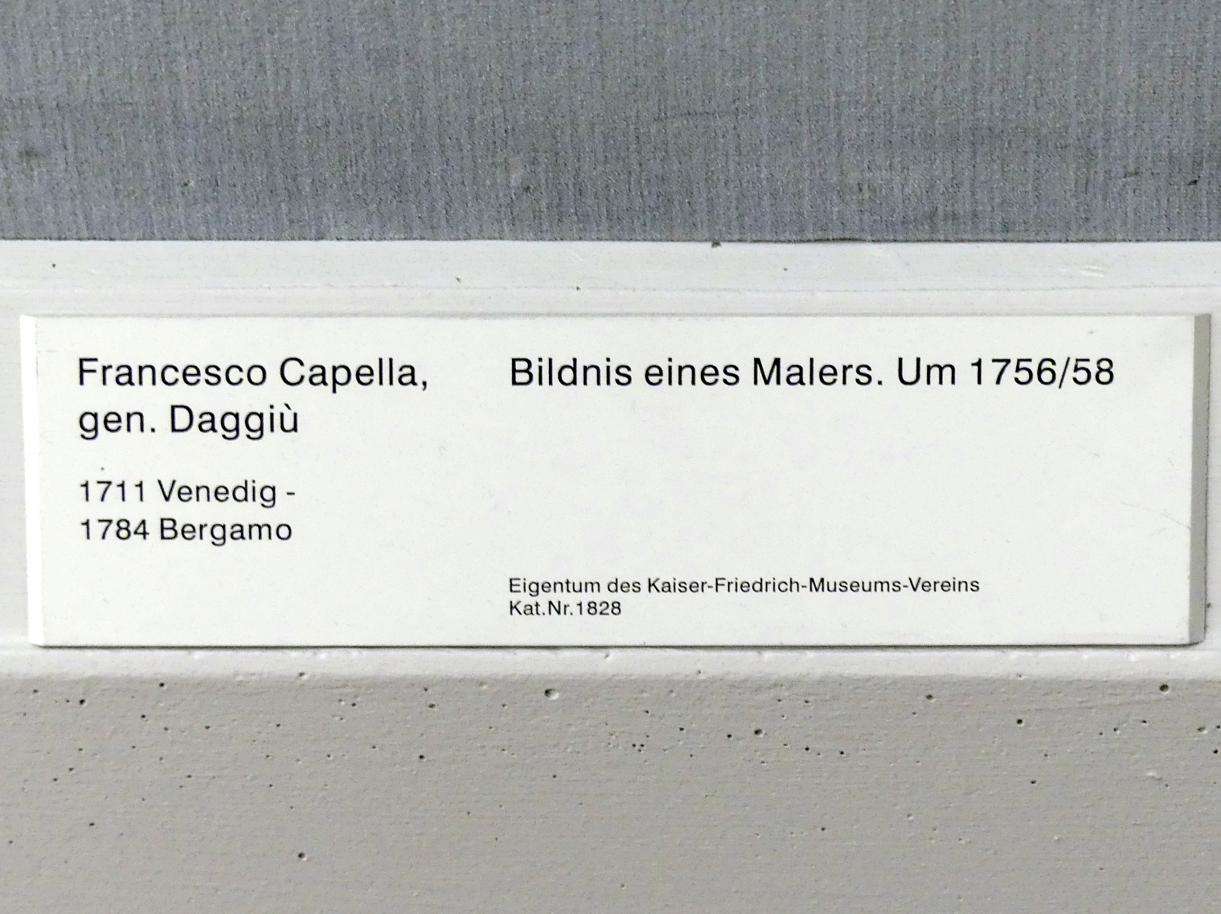 Francesco Capella,
gen. Daggiù
1711 Venedig -
1784 Bergamo
Bildnis eines Malers. Um 1756/58
Eigentum des Kaiser-Friedrich-Museums-Vereins
Kat.Nr.1828